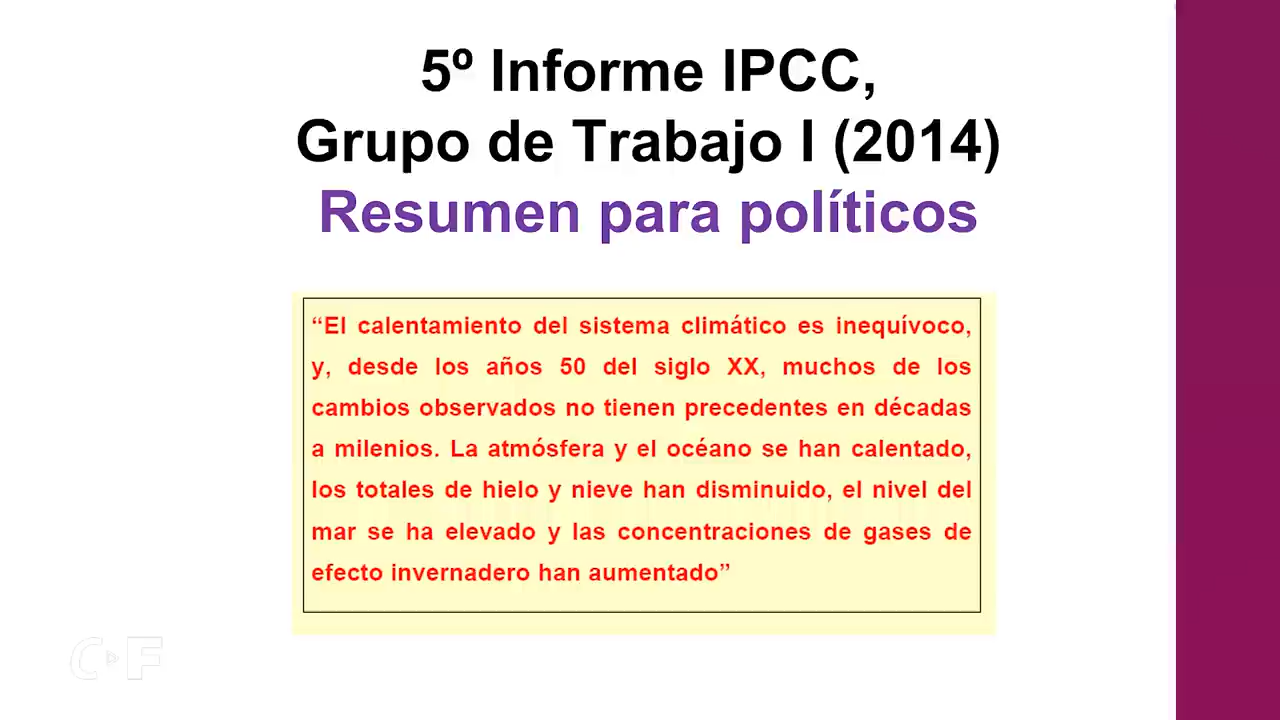 5º Informe IPCC,
Grupo de Trabajo I (2014)
Resumen para políticos
“El calentamiento del sistema climático es inequívoco,
y, desde los años 50 del siglo XX, muchos de los
cambios observados no tienen precedentes en décadas
a milenios. La atmósfera y el océano se han calentado,
los totales de hielo y nieve han disminuido, el nivel del
mar se ha elevado y las concentraciones de gases de
efecto invernadero han aumentado”
C F